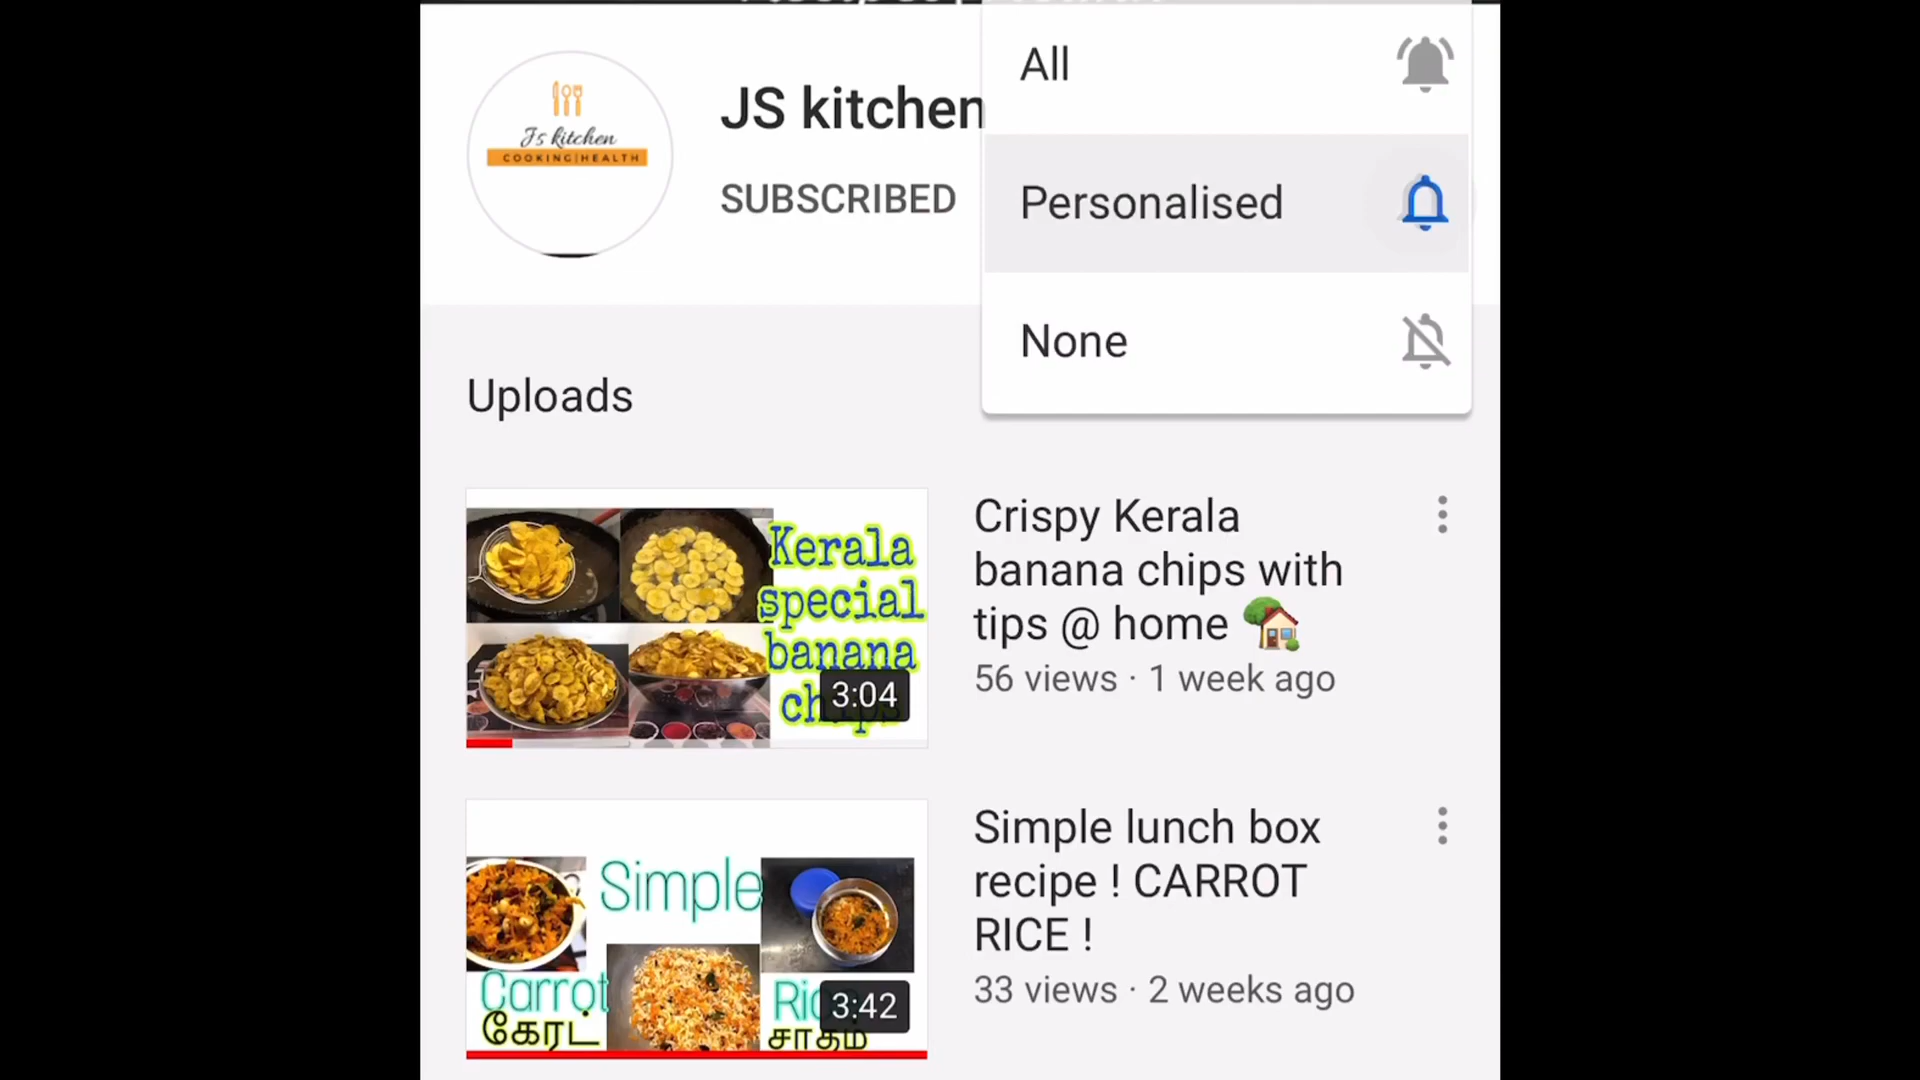 All
Js kitchen
COOKING|HEALTH
JS kitchen
SUBSCRIBED
Personalised
None
Uploads
Kerala
special
banana
chips
3:04
Crispy Kerala
banana chips with
tips @ home 🏡
56 views · 1 week ago
Simple
Carrot
கேரட்
3:42
சாதம்
Simple lunch box
recipe ! CARROT
RICE !
33 views · 2 weeks ago